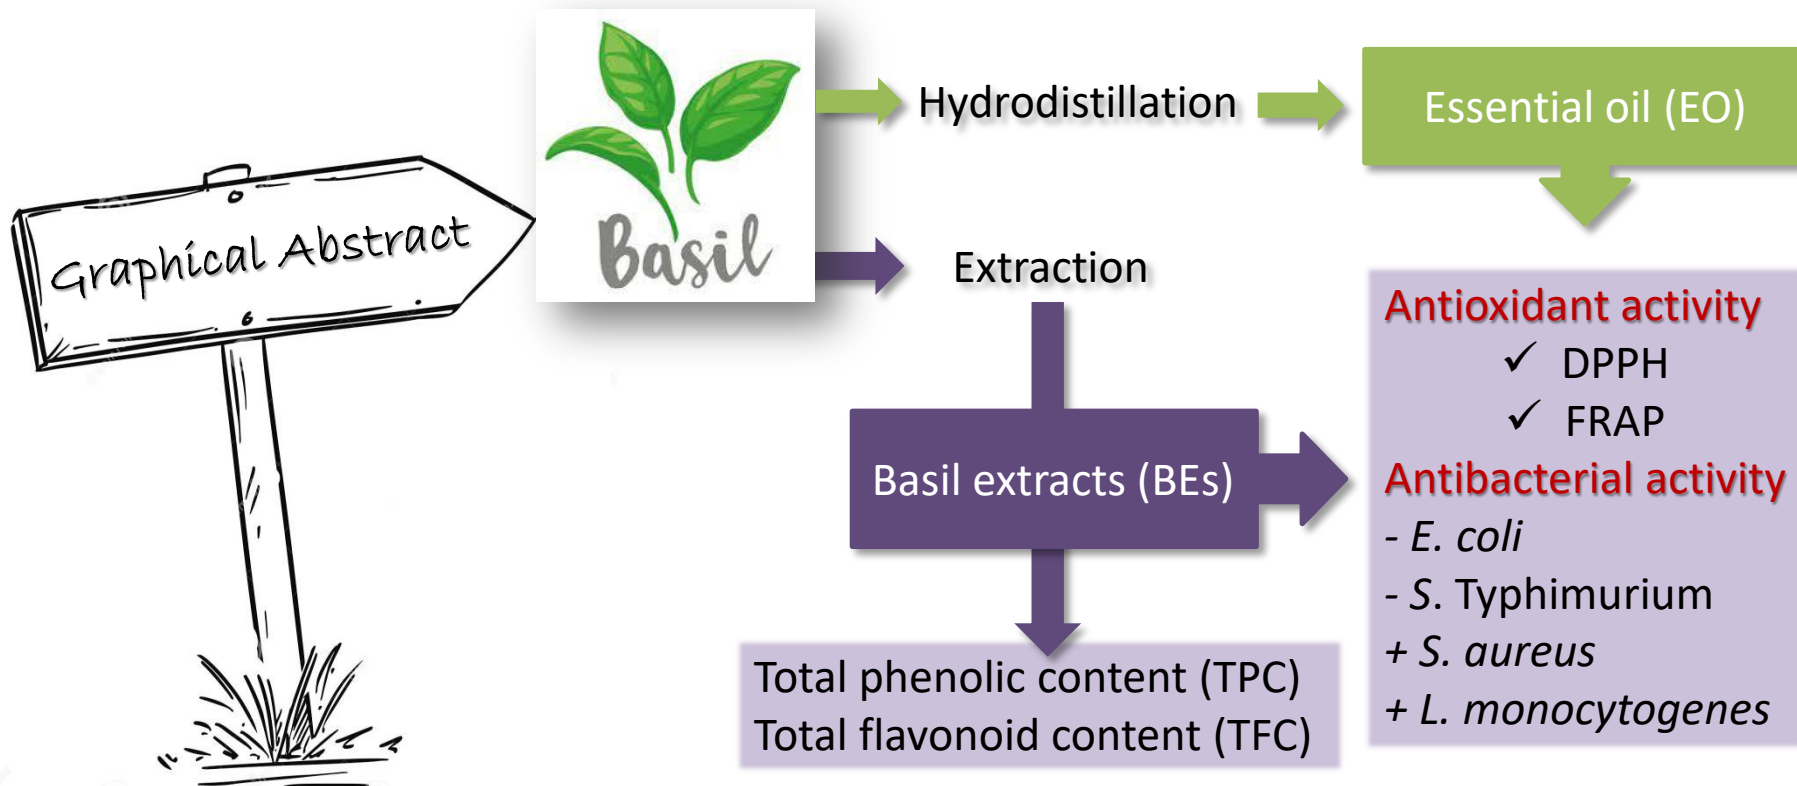 Graphical Abstract
Basil
Hydrodistillation
Essential oil (EO)
Extraction
Basil extracts (BEs)
Total phenolic content (TPC)
Total flavonoid content (TFC)
Antioxidant activity
✓ DPPH
✓ FRAP
Antibacterial activity
- E. coli
- S. Typhimurium
+ S. aureus
+ L. monocytogenes